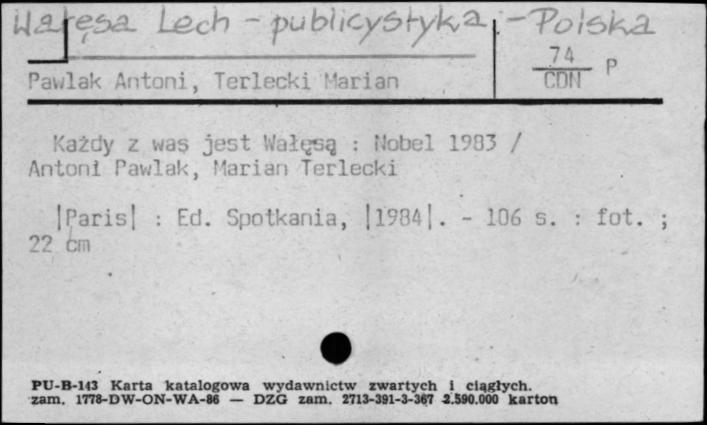 Wałęsa Lech - publicystyka - Polska
74
CDN P
Pawlak Antoni, Terlecki Marian
Każdy z was jest Wałęsą : Nobel 1983 /
Antoni Pawlak, Marian Terlecki
|Paris| : Ed. Spotkania, |1984|. - 106 s. : fot. ;
22 cm
PU-B-143 Karta katalogowa wydawnictw zwartych i ciągłych.
zam. 1778-DW-ON-WA-86 — DZG zam. 2713-391-3-367 2.590.000 karton